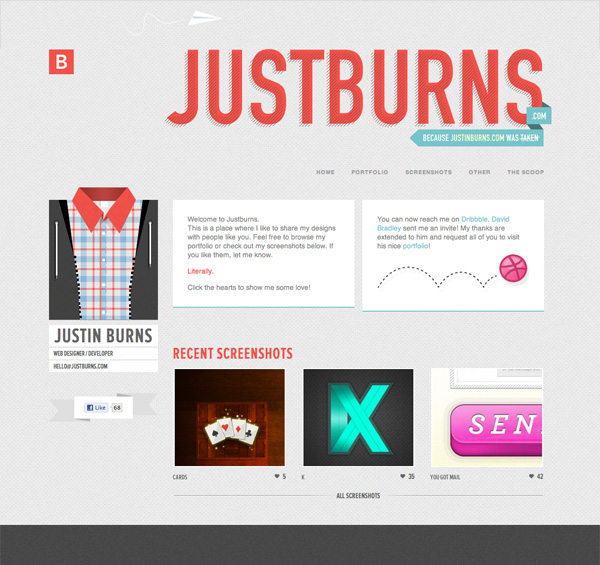 B
JUSTBURNS
.COM
BECAUSE JUSTINBURNS.COM WAS TAKEN
HOME PORTFOLIO SCREENSHOTS OTHER THE SCOOP
JUSTIN BURNS
WEB DESIGNER / DEVELOPER
HELLO@JUSTBURNS.COM
f Like 68
Welcome to Justburns.
This is a place where I like to share my designs
with people like you. Feel free to browse my
portfolio or check out my screenshots below. If
you like them, let me know.
Literally.
Click the hearts to show me some love!
You can now reach me on Dribbble. David
Bradley sent me an invite! My thanks are
extended to him and request all of you to visit
his nice portfolio!
RECENT SCREENSHOTS
K
SEN
CARDS 5
K 35
YOU GOT MAIL 42
ALL SCREENSHOTS